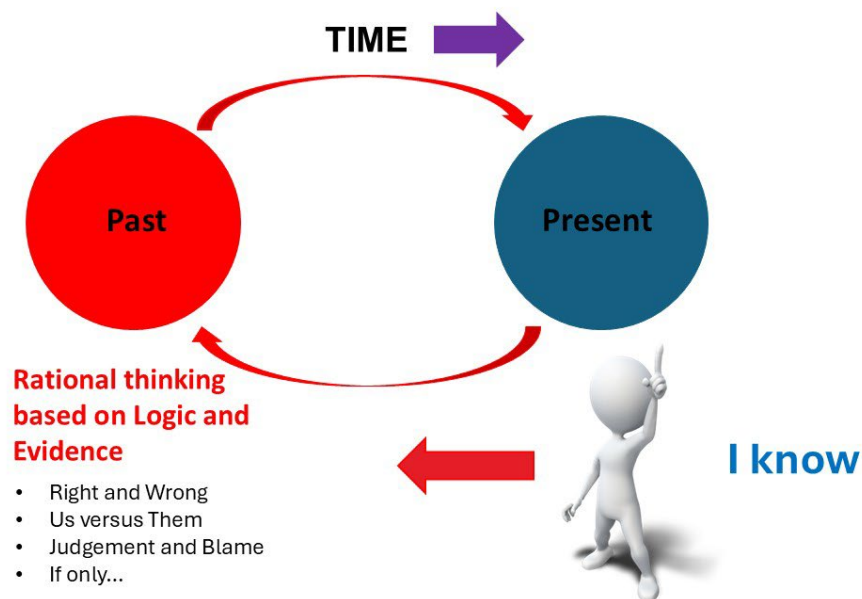 TIME
Past
Present
Rational thinking
based on Logic and
Evidence
• Right and Wrong
• Us versus Them
• Judgement and Blame
• If only...
I know